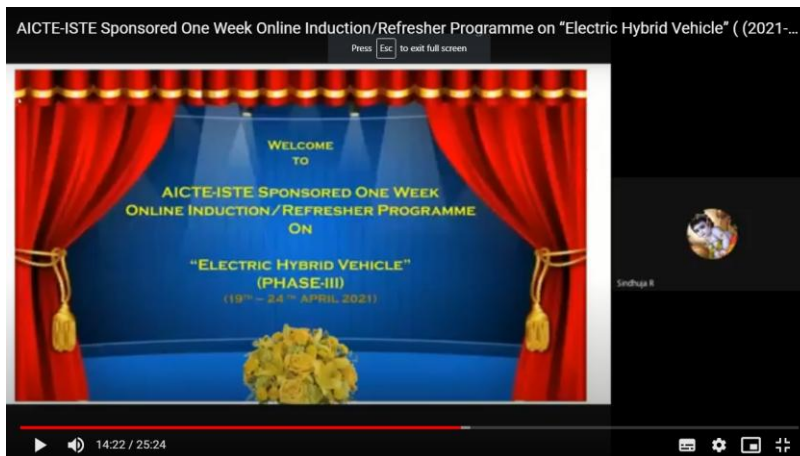 AICTE-ISTE Sponsored One Week Online Induction/Refresher Programme on “Electric Hybrid Vehicle” ( (2021-...
Press Esc to exit full screen
WELCOME
TO
AICTE-ISTE SPONSORED ONE WEEK
ONLINE INDUCTION/REFRESHER PROGRAMME
ON
“ELECTRIC HYBRID VEHICLE”
(PHASE-III)
(19TH – 24TH APRIL 2021)
Sindhuja R
14:22 / 25:24